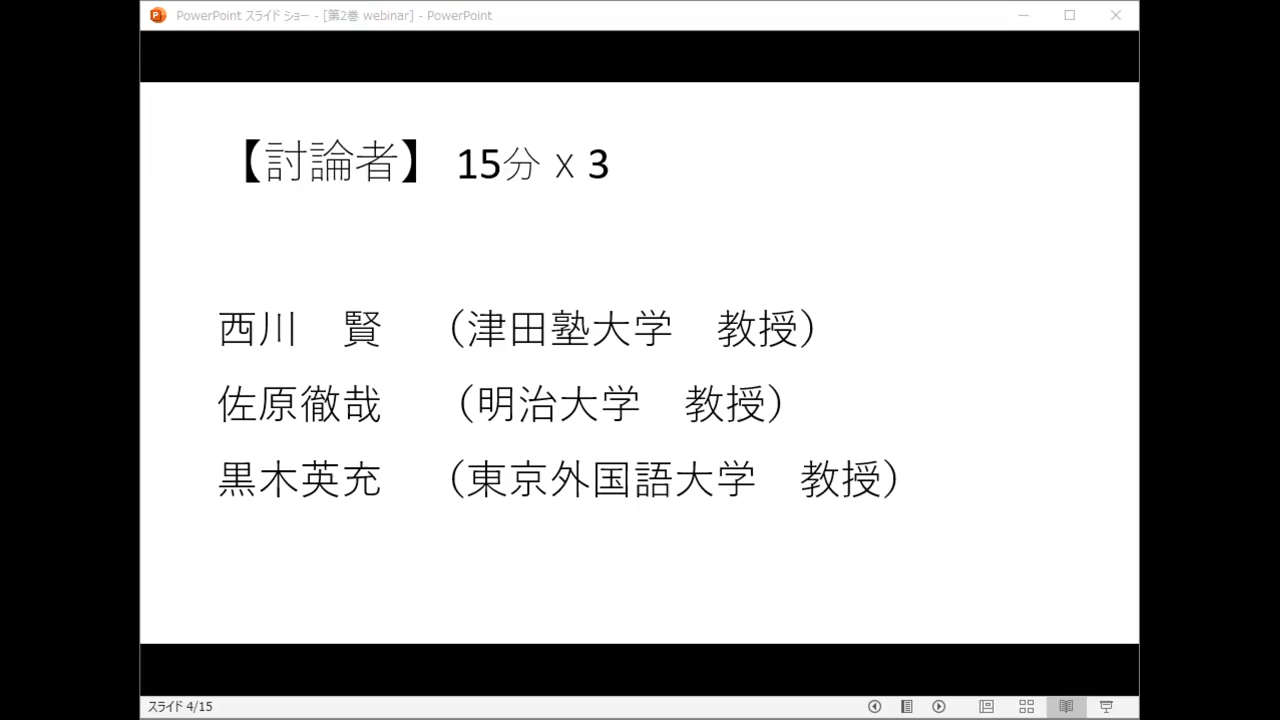 PowerPoint スライド ショー - [第2巻 webinar] - PowerPoint
【討論者】 15分 x 3
西川　賢　（津田塾大学　教授）
佐原徹哉　（明治大学　教授）
黒木英充　（東京外国語大学　教授）
スライド 4/15